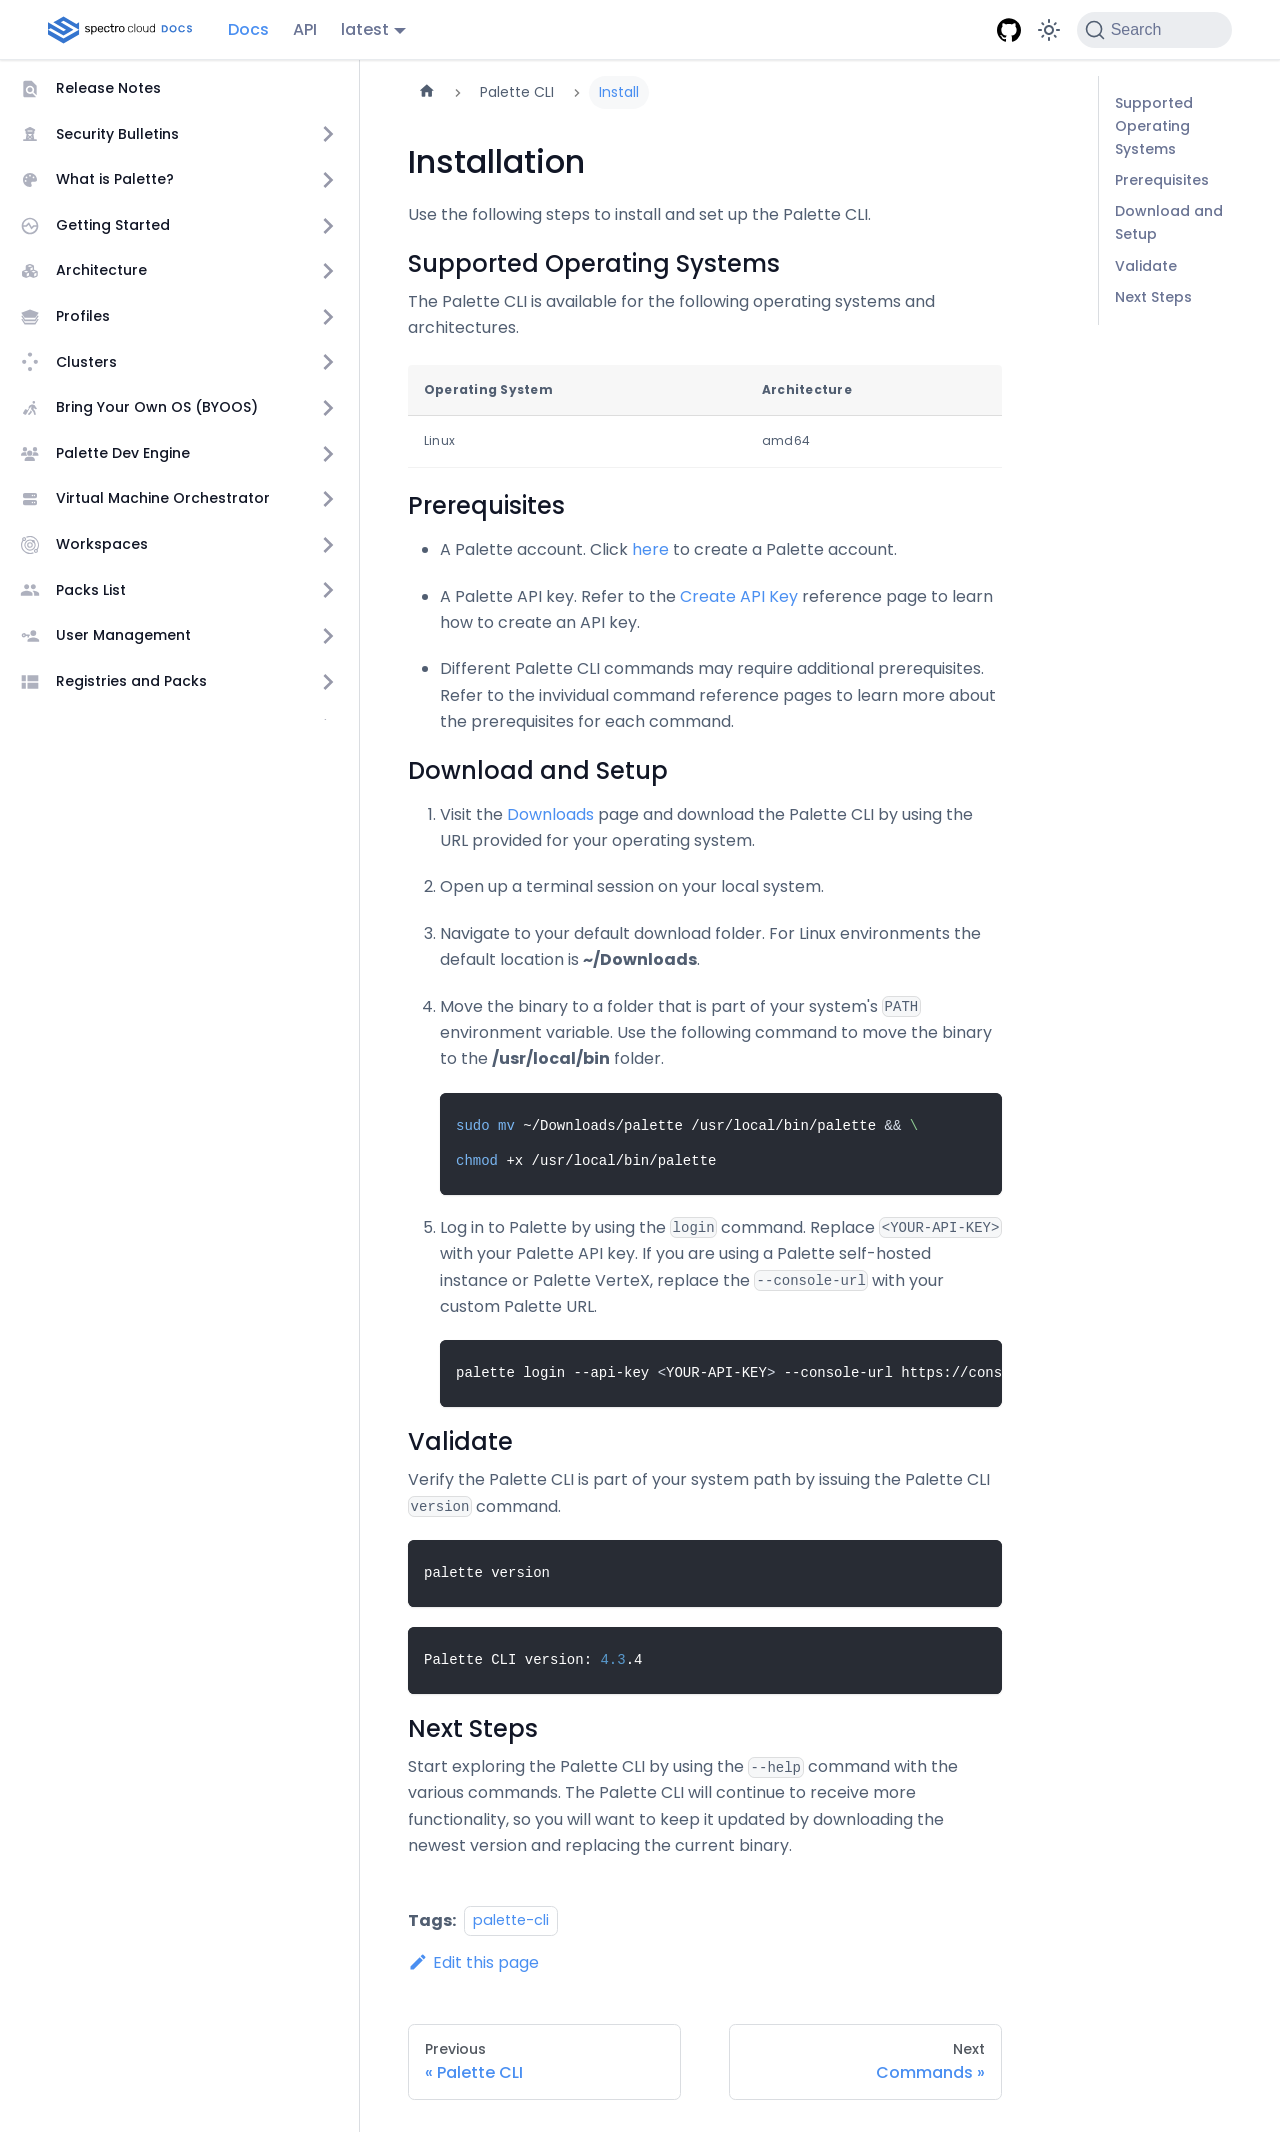 spectro cloud DOCS Docs API latest Search
Release Notes
Security Bulletins
What is Palette?
Getting Started
Architecture
Profiles
Clusters
Bring Your Own OS (BYOOS)
Palette Dev Engine
Virtual Machine Orchestrator
Workspaces
Packs List
User Management
Registries and Packs
Palette CLI Install
Installation
Use the following steps to install and set up the Palette CLI.
Supported Operating Systems
The Palette CLI is available for the following operating systems and
architectures.
Operating System Architecture
Linux amd64
Prerequisites
A Palette account. Click here to create a Palette account.
A Palette API key. Refer to the Create API Key reference page to learn
how to create an API key.
Different Palette CLI commands may require additional prerequisites.
Refer to the invividual command reference pages to learn more about
the prerequisites for each command.
Download and Setup
1. Visit the Downloads page and download the Palette CLI by using the
URL provided for your operating system.
2. Open up a terminal session on your local system.
3. Navigate to your default download folder. For Linux environments the
default location is ~/Downloads.
4. Move the binary to a folder that is part of your system's PATH
environment variable. Use the following command to move the binary
to the /usr/local/bin folder.
sudo mv ~/Downloads/palette /usr/local/bin/palette && \
chmod +x /usr/local/bin/palette
5. Log in to Palette by using the login command. Replace <YOUR-API-KEY>
with your Palette API key. If you are using a Palette self-hosted
instance or Palette VerteX, replace the --console-url with your
custom Palette URL.
palette login --api-key <YOUR-API-KEY> --console-url https://cons
Validate
Verify the Palette CLI is part of your system path by issuing the Palette CLI
version command.
palette version
Palette CLI version: 4.3.4
Next Steps
Start exploring the Palette CLI by using the --help command with the
various commands. The Palette CLI will continue to receive more
functionality, so you will want to keep it updated by downloading the
newest version and replacing the current binary.
Tags: palette-cli
Edit this page
Previous
« Palette CLI
Next
Commands »
Supported
Operating
Systems
Prerequisites
Download and
Setup
Validate
Next Steps